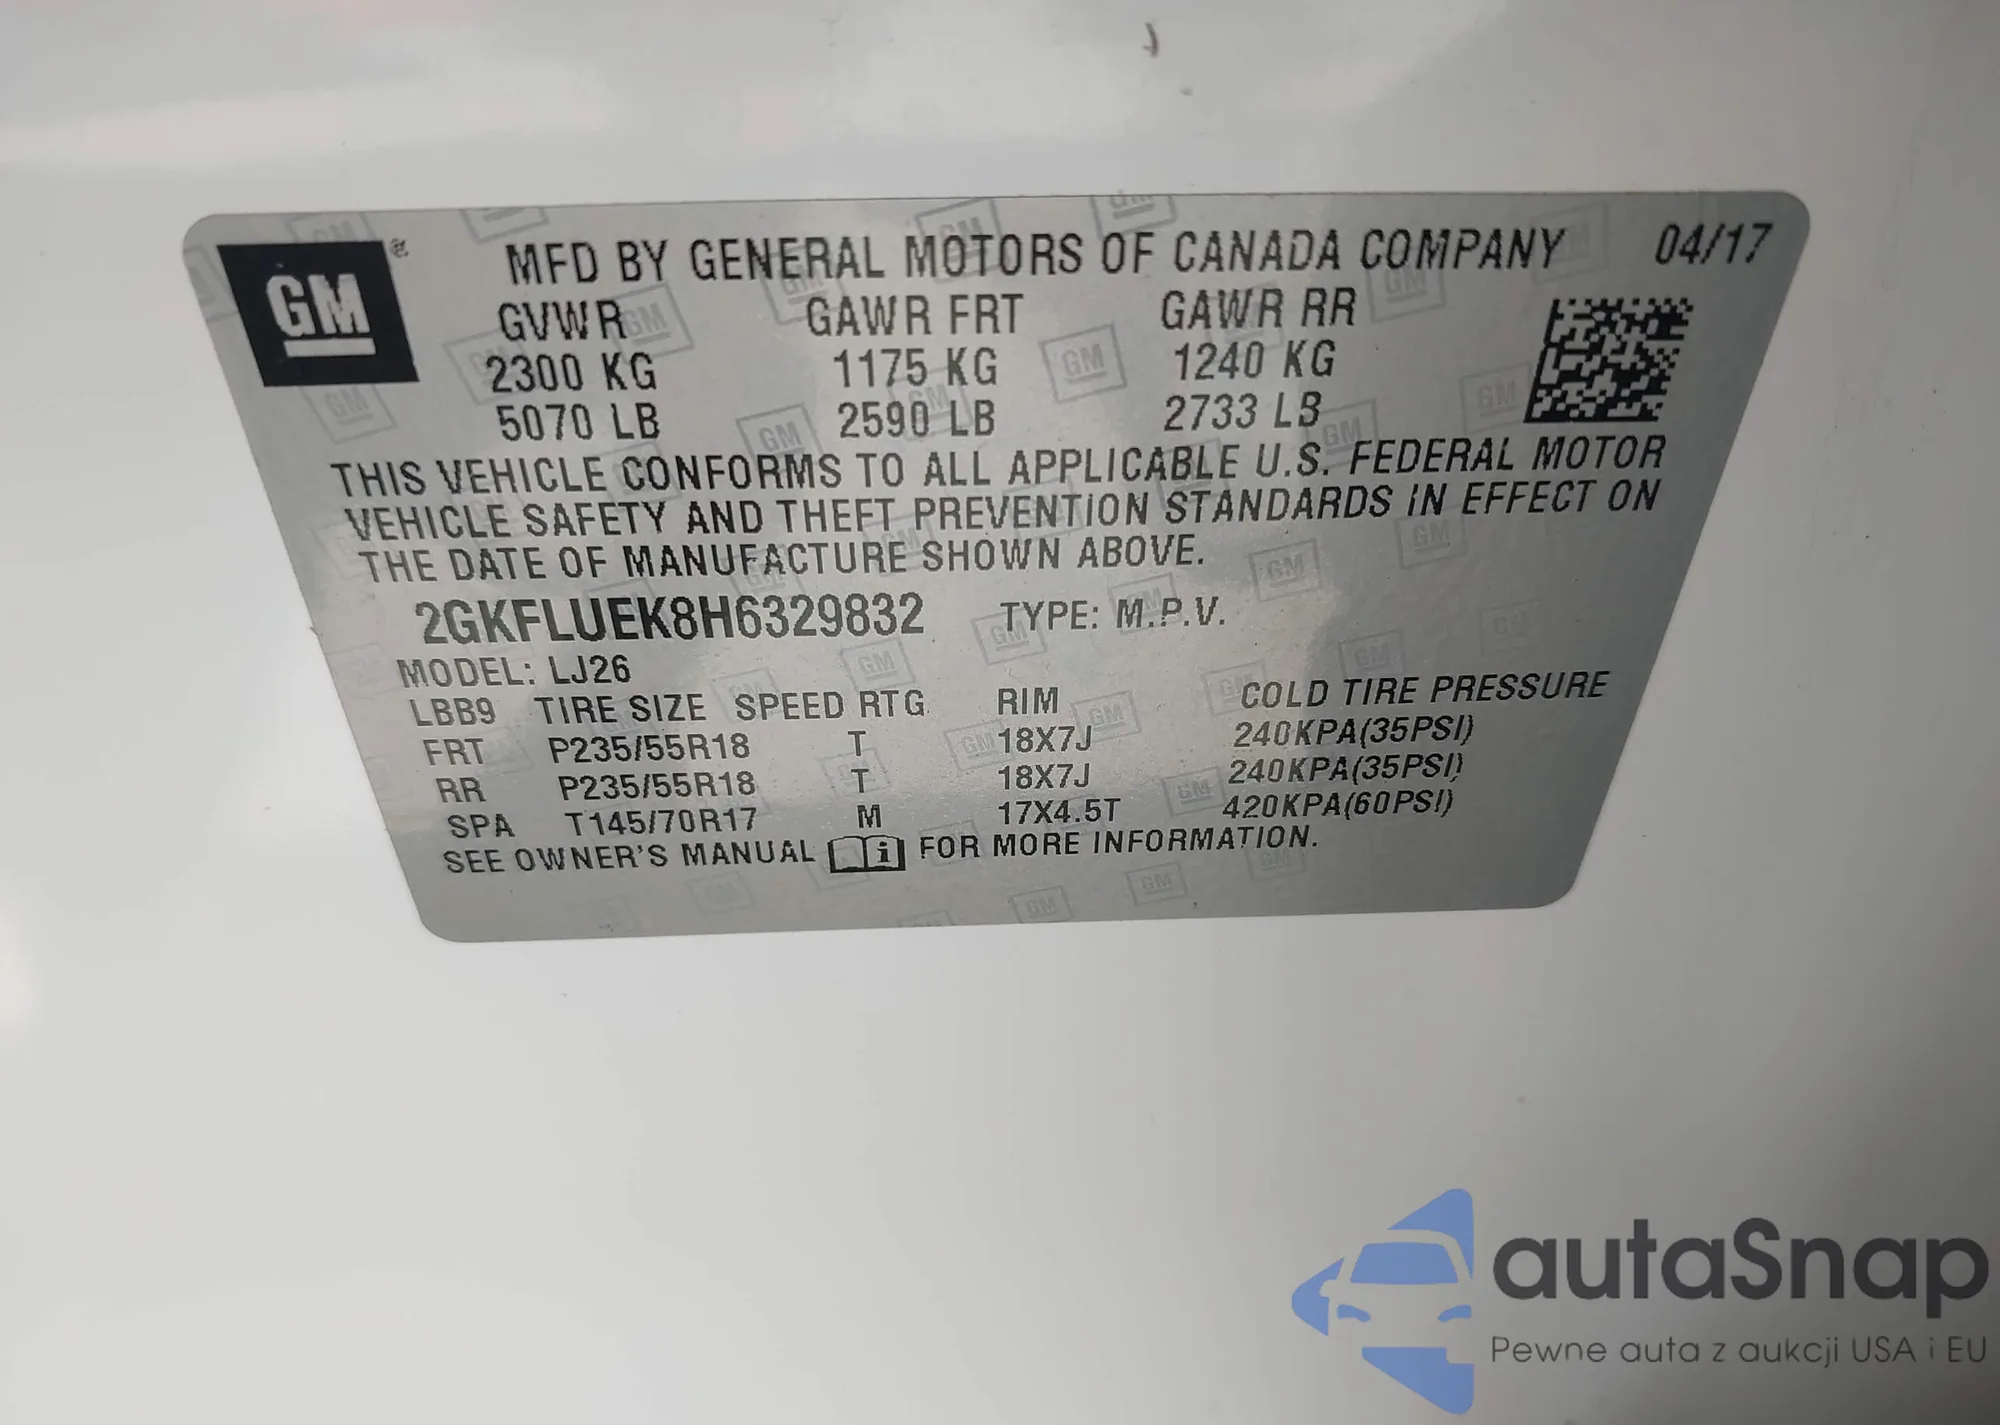 GM ® MFD BY GENERAL MOTORS OF CANADA COMPANY 04/17
GVWR GAWR FRT GAWR RR
2300 KG 1175 KG 1240 KG
5070 LB 2590 LB 2733 LB
THIS VEHICLE CONFORMS TO ALL APPLICABLE U.S. FEDERAL MOTOR
VEHICLE SAFETY AND THEFT PREVENTION STANDARDS IN EFFECT ON
THE DATE OF MANUFACTURE SHOWN ABOVE.
2GKFLUEK8H6329832 TYPE: M.P.V.
MODEL: LJ26
LBB9 TIRE SIZE SPEED RTG RIM COLD TIRE PRESSURE
FRT P235/55R18 T 18X7J 240KPA(35PSI)
RR P235/55R18 T 18X7J 240KPA(35PSI)
SPA T145/70R17 M 17X4.5T 420KPA(60PSI)
SEE OWNER'S MANUAL i FOR MORE INFORMATION.
autaSnap
Pewne auta z aukcji USA i EU